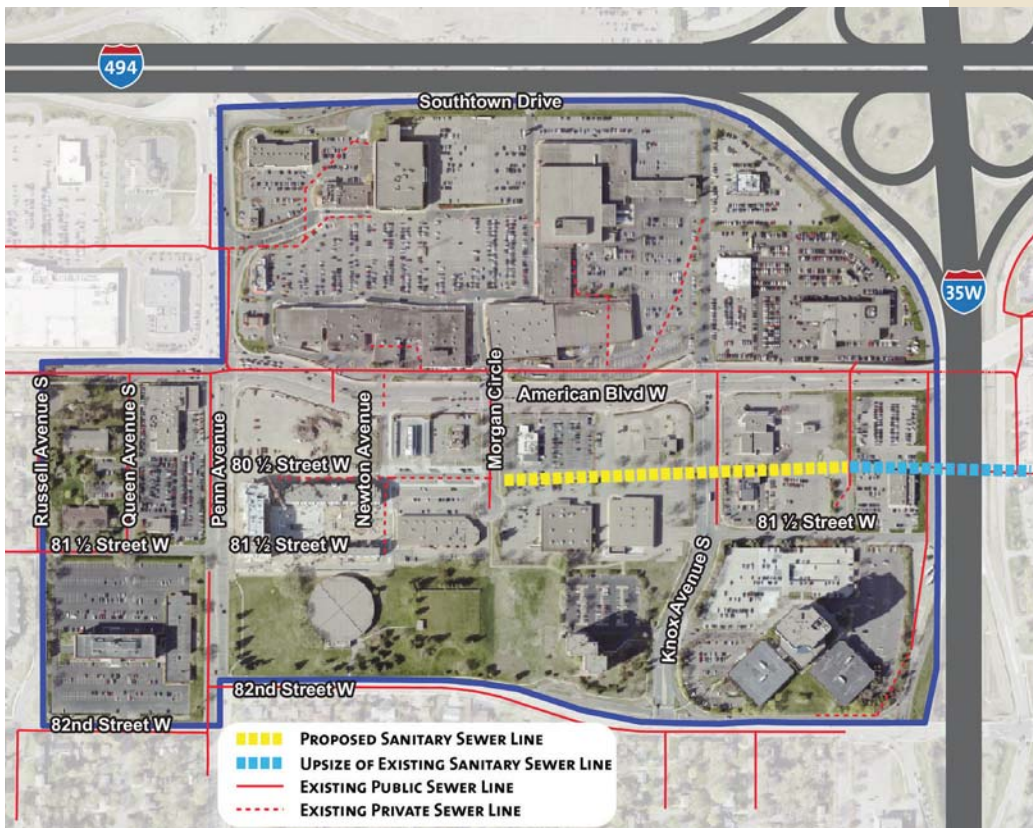 494
Southtown Drive
35W
American Blvd W
Russell Avenue S
Queen Avenue S
Penn Avenue
Newton Avenue
Morgan Circle
80 ½ Street W
81 ½ Street W
81 ½ Street W
81 ½ Street W
Knox Avenue S
82nd Street W
82nd Street W
PROPOSED SANITARY SEWER LINE
UPSIZE OF EXISTING SANITARY SEWER LINE
EXISTING PUBLIC SEWER LINE
EXISTING PRIVATE SEWER LINE